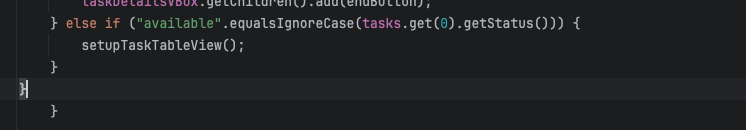 taskDetailsVBox.getChildren().add(endButton);
} else if ("available".equalsIgnoreCase(tasks.get(0).getStatus())) {
setupTaskTableView();
}
}
}